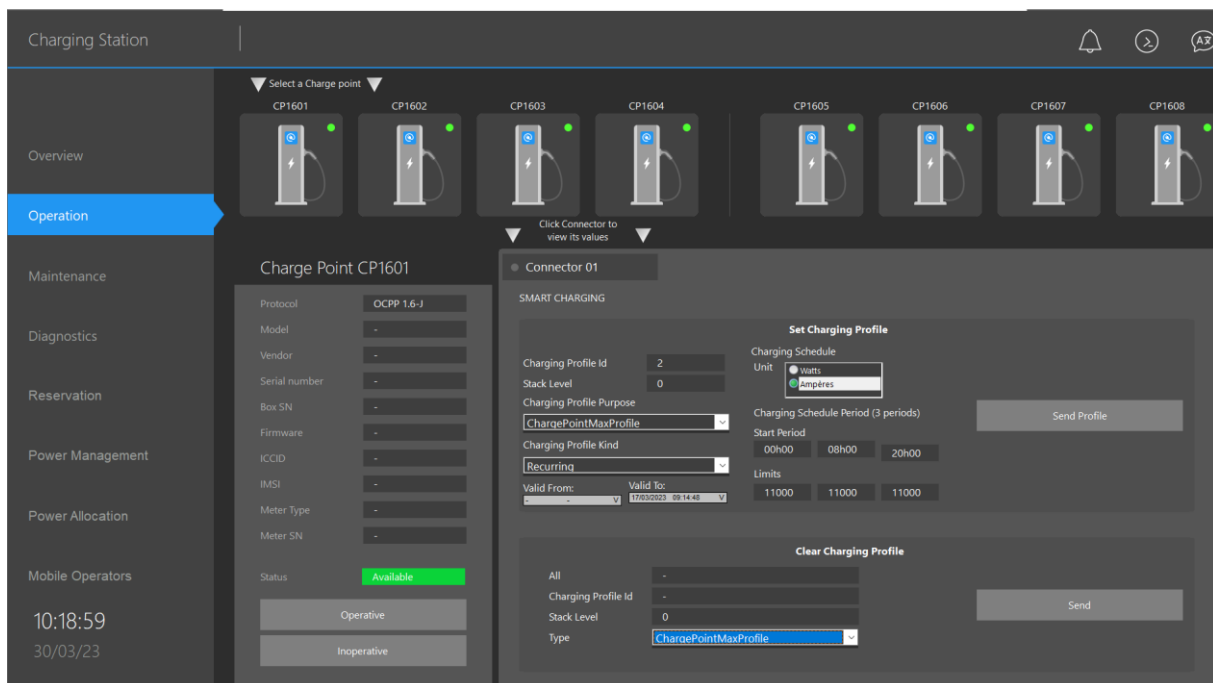 Charging Station
Select a Charge point
CP1601 CP1602 CP1603 CP1604 CP1605 CP1606 CP1607 CP1608
Overview
Operation
Maintenance
Diagnostics
Reservation
Power Management
Power Allocation
Mobile Operators
10:18:59
30/03/23
Click Connector to
view its values
Charge Point CP1601
Protocol OCPP 1.6-J
Model -
Vendor -
Serial number -
Box SN -
Firmware -
ICCID -
IMSI -
Meter Type -
Meter SN -
Status Available
Operative
Inoperative
Connector 01
SMART CHARGING
Set Charging Profile
Charging Profile Id 2
Stack Level 0
Charging Profile Purpose
ChargePointMaxProfile
Charging Profile Kind
Recurring
Valid From: Valid To:
- - V 17/03/2023 09:14:48 V
Charging Schedule
Unit Watts
Ampères
Charging Schedule Period (3 periods)
Start Period
00h00 08h00 20h00
Limits
11000 11000 11000
Send Profile
Clear Charging Profile
All -
Charging Profile Id -
Stack Level 0
Type ChargePointMaxProfile
Send